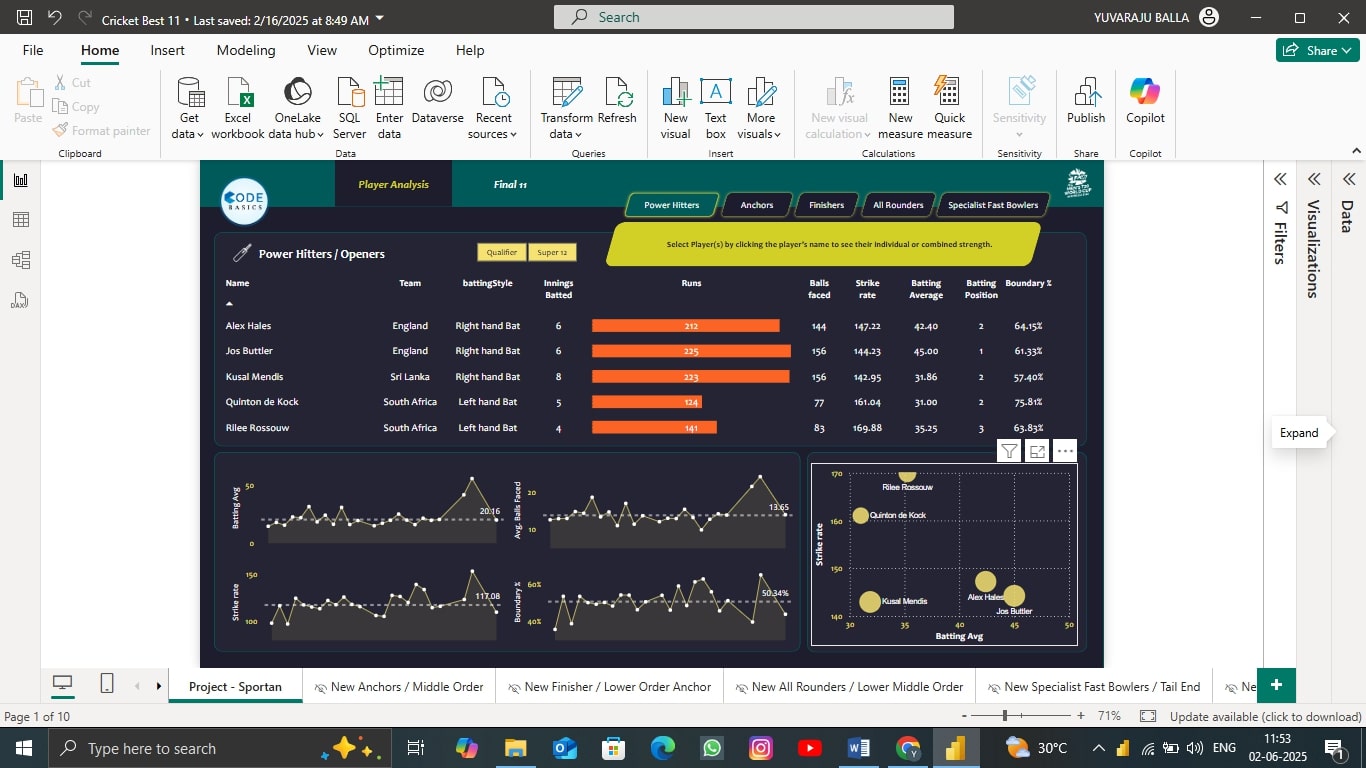 Cricket Best 11 • Last saved: 2/16/2025 at 8:49 AM
Search
YUVARAJU BALLA
File Home Insert Modeling View Optimize Help
Share
Paste
Cut
Copy
Format painter
Clipboard
Get data
Excel workbook
OneLake data hub
SQL Server
Enter data
Dataverse
Recent sources
Data
Transform data
Refresh
Queries
New visual
Text box
More visuals
Insert
New visual calculation
New measure
Quick measure
Calculations
Sensitivity
Sensitivity
Publish
Share
Copilot
Copilot
CODE
BASICS
Player Analysis
Final 11
MEN'S T20
WORLD CUP
Power Hitters
Anchors
Finishers
All Rounders
Specialist Fast Bowlers
Select Player(s) by clicking the player's name to see their individual or combined strength.
Power Hitters / Openers
Qualifier
Super 12
Name Team battingStyle Innings Batted Runs Balls faced Strike rate Batting Average Batting Position Boundary %
Alex Hales England Right hand Bat 6 212 144 147.22 42.40 2 64.15%
Jos Buttler England Right hand Bat 6 225 156 144.23 45.00 1 61.33%
Kusal Mendis Sri Lanka Right hand Bat 8 223 156 142.95 31.86 2 57.40%
Quinton de Kock South Africa Left hand Bat 5 124 77 161.04 31.00 2 75.81%
Rilee Rossouw South Africa Left hand Bat 4 141 83 169.88 35.25 3 63.83%
Batting Avg
50
0
20.16
Avg. Balls Faced
20
10
13.65
Strike rate
150
100
117.08
Boundary %
60%
40%
50.34%
Strike rate
170
160
150
140
Rilee Rossouw
Quinton de Kock
Alex Hales
Kusal Mendis
Jos Buttler
30 35 40 45 50
Batting Avg
Filters
Visualizations
Data
Expand
Project - Sportan
New Anchors / Middle Order
New Finisher / Lower Order Anchor
New All Rounders / Lower Middle Order
New Specialist Fast Bowlers / Tail End
Ne
+
Page 1 of 10
- + 71%
Update available (click to download)
Type here to search
30°C
ENG
11:53
02-06-2025
1
DAX